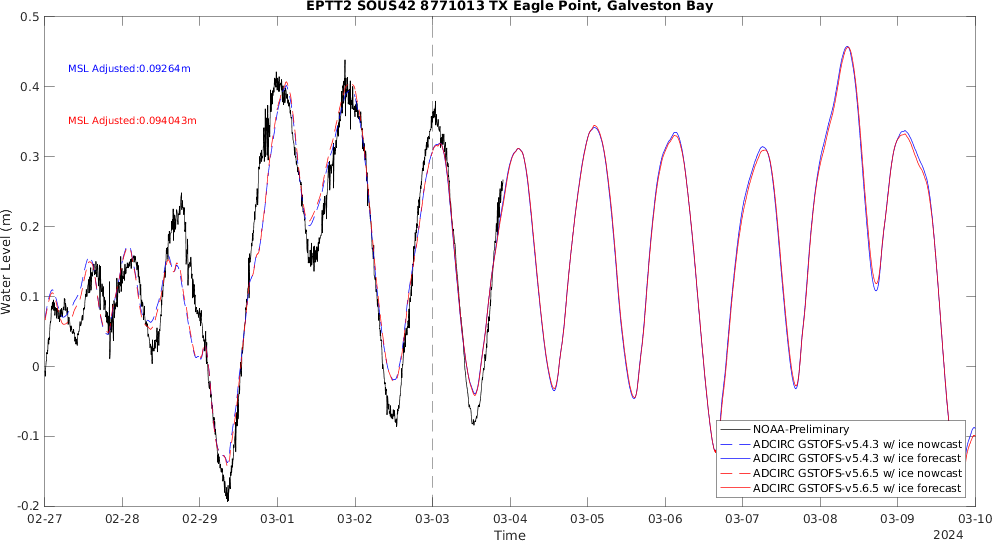 EPTT2 SOUS42 8771013 TX Eagle Point, Galveston Bay
0.5
0.4
0.3
0.2
0.1
0
-0.1
-0.2
Water Level (m)
MSL Adjusted:0.09264m
MSL Adjusted:0.094043m
NOAA-Preliminary
ADCIRC GSTOFS-v5.4.3 w/ ice nowcast
ADCIRC GSTOFS-v5.4.3 w/ ice forecast
ADCIRC GSTOFS-v5.6.5 w/ ice nowcast
ADCIRC GSTOFS-v5.6.5 w/ ice forecast
02-27 02-28 02-29 03-01 03-02 03-03 03-04 03-05 03-06 03-07 03-08 03-09 03-10
Time
2024